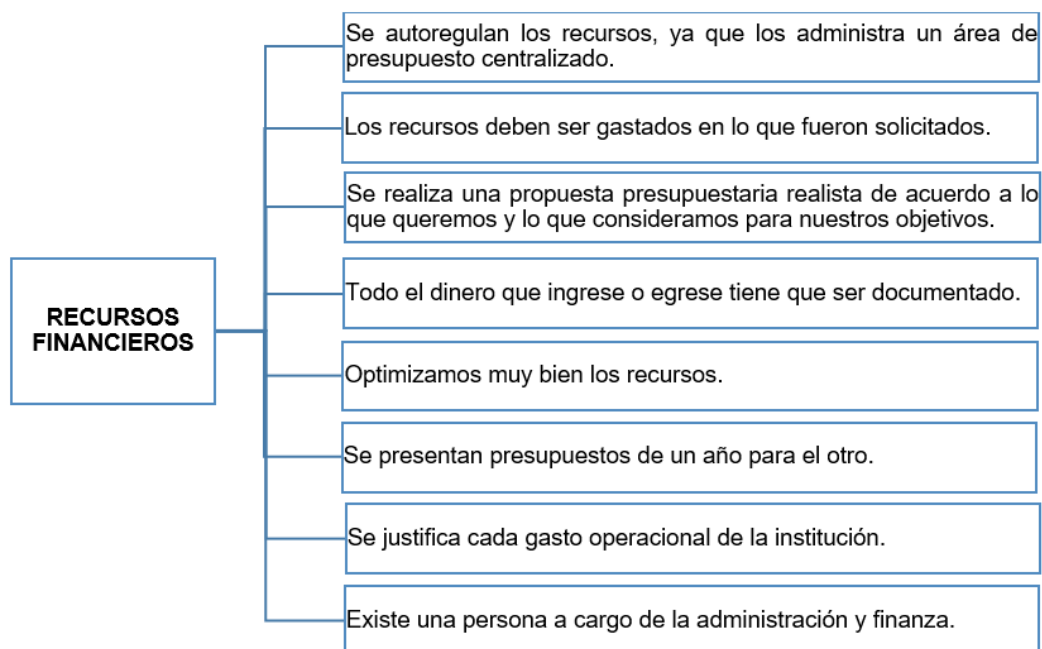 Se autoregulan los recursos, ya que los administra un área de
presupuesto centralizado.
Los recursos deben ser gastados en lo que fueron solicitados.
Se realiza una propuesta presupuestaria realista de acuerdo a lo
que queremos y lo que consideramos para nuestros objetivos.
Todo el dinero que ingrese o egrese tiene que ser documentado.
RECURSOS
FINANCIEROS
Optimizamos muy bien los recursos.
Se presentan presupuestos de un año para el otro.
Se justifica cada gasto operacional de la institución.
Existe una persona a cargo de la administración y finanza.